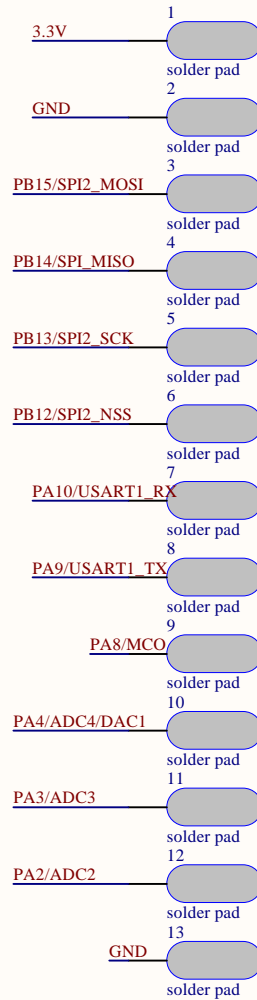 1
3.3V
solder pad
2
GND
solder pad
3
PB15/SPI2_MOSI
solder pad
4
PB14/SPI_MISO
solder pad
5
PB13/SPI2_SCK
solder pad
6
PB12/SPI2_NSS
solder pad
7
PA10/USART1_RX
solder pad
8
PA9/USART1_TX
solder pad
9
PA8/MCO
solder pad
10
PA4/ADC4/DAC1
solder pad
11
PA3/ADC3
solder pad
12
PA2/ADC2
solder pad
13
GND
solder pad